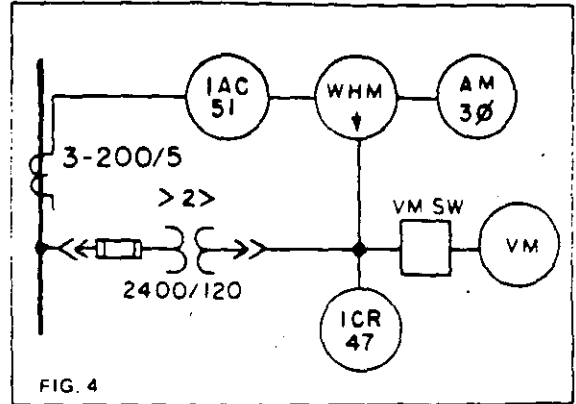 IAC
51
WHM
AM
3Ø
3-200/5
>2>
VM SW
VM
2400/120
ICR
47
FIG. 4